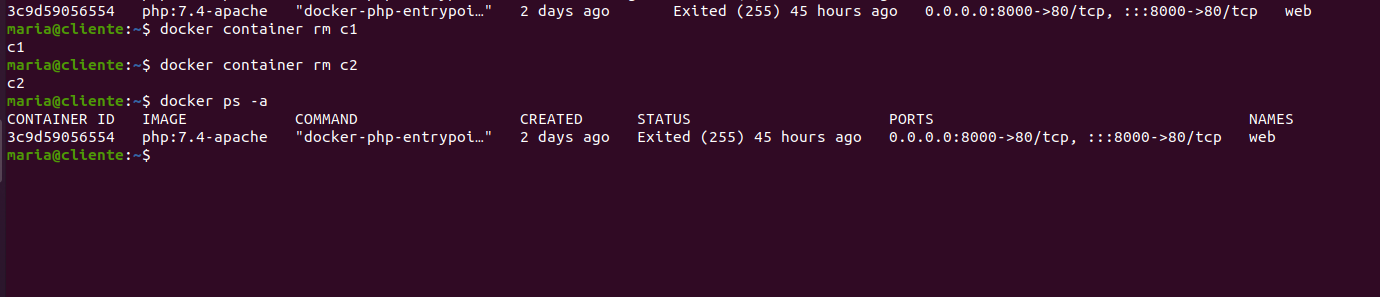 3c9d59056554   php:7.4-apache   "docker-php-entrypoi…"   2 days ago       Exited (255) 45 hours ago   0.0.0.0:8000->80/tcp, :::8000->80/tcp   web
maria@cliente:~$ docker container rm c1
c1
maria@cliente:~$ docker container rm c2
c2
maria@cliente:~$ docker ps -a
CONTAINER ID   IMAGE            COMMAND                  CREATED      STATUS                      PORTS                                   NAMES
3c9d59056554   php:7.4-apache   "docker-php-entrypoi…"   2 days ago   Exited (255) 45 hours ago   0.0.0.0:8000->80/tcp, :::8000->80/tcp   web
maria@cliente:~$